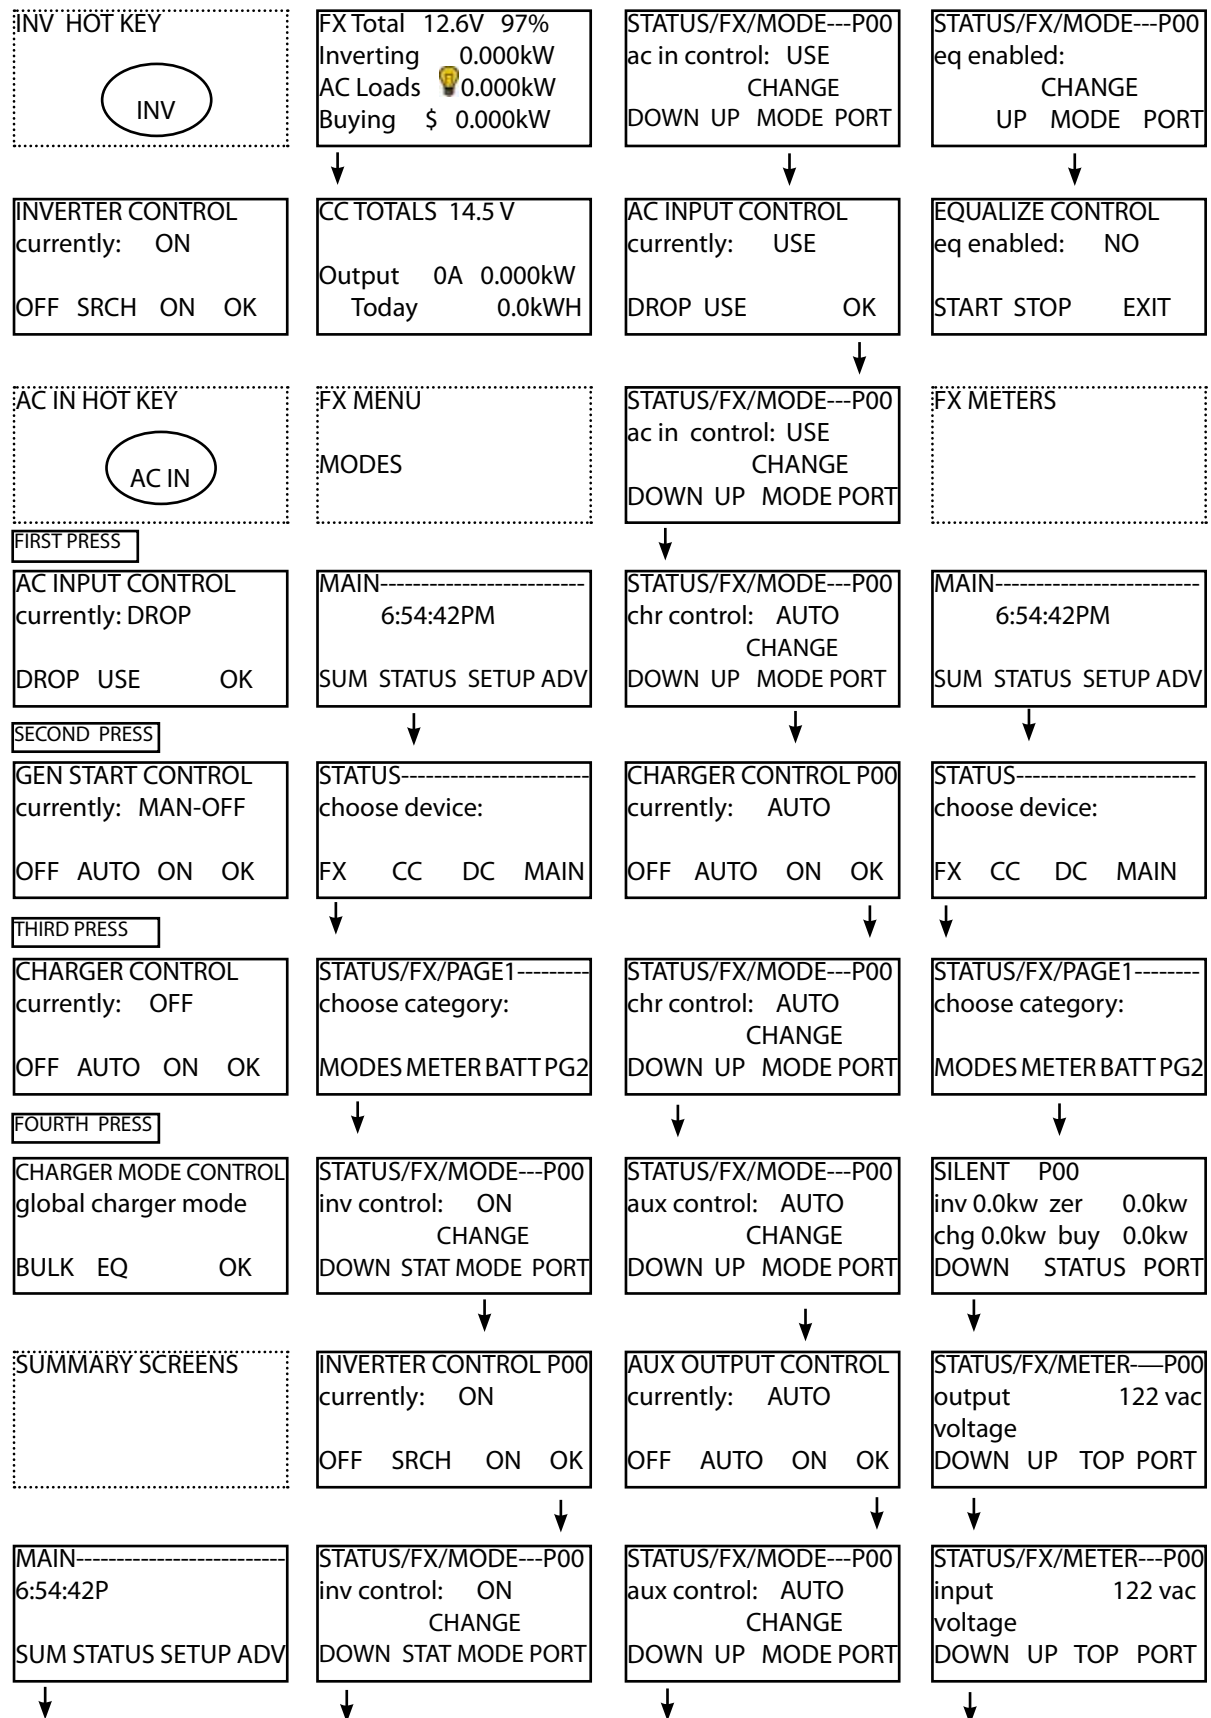 INV HOT KEY
INV
INVERTER CONTROL
currently: ON
OFF SRCH ON OK
AC IN HOT KEY
AC IN
FIRST PRESS
AC INPUT CONTROL
currently: DROP
DROP USE OK
SECOND PRESS
GEN START CONTROL
currently: MAN-OFF
OFF AUTO ON OK
THIRD PRESS
CHARGER CONTROL
currently: OFF
OFF AUTO ON OK
FOURTH PRESS
CHARGER MODE CONTROL
global charger mode
BULK EQ OK
SUMMARY SCREENS
MAIN--------------------------
6:54:42P
SUM STATUS SETUP ADV
FX Total 12.6V 97%
Inverting 0.000kW
AC Loads 0.000kW
Buying $ 0.000kW
CC TOTALS 14.5 V
Output 0A 0.000kW
Today 0.0kWH
FX MENU
MODES
MAIN-------------------------
6:54:42PM
SUM STATUS SETUP ADV
STATUS-----------------------
choose device:
FX CC DC MAIN
STATUS/FX/PAGE1---------
choose category:
MODES METER BATT PG2
STATUS/FX/MODE---P00
inv control: ON
CHANGE
DOWN STAT MODE PORT
INVERTER CONTROL P00
currently: ON
OFF SRCH ON OK
STATUS/FX/MODE---P00
inv control: ON
CHANGE
DOWN STAT MODE PORT
STATUS/FX/MODE---P00
ac in control: USE
CHANGE
DOWN UP MODE PORT
AC INPUT CONTROL
currently: USE
DROP USE OK
STATUS/FX/MODE---P00
ac in control: USE
CHANGE
DOWN UP MODE PORT
STATUS/FX/MODE---P00
chr control: AUTO
CHANGE
DOWN UP MODE PORT
CHARGER CONTROL P00
currently: AUTO
OFF AUTO ON OK
STATUS/FX/MODE---P00
chr control: AUTO
CHANGE
DOWN UP MODE PORT
STATUS/FX/MODE---P00
aux control: AUTO
CHANGE
DOWN UP MODE PORT
AUX OUTPUT CONTROL
currently: AUTO
OFF AUTO ON OK
STATUS/FX/MODE---P00
aux control: AUTO
CHANGE
DOWN UP MODE PORT
STATUS/FX/MODE---P00
eq enabled:
CHANGE
UP MODE PORT
EQUALIZE CONTROL
eq enabled: NO
START STOP EXIT
FX METERS
MAIN-------------------------
6:54:42PM
SUM STATUS SETUP ADV
STATUS----------------------
choose device:
FX CC DC MAIN
STATUS/FX/PAGE1--------
choose category:
MODES METER BATT PG2
SILENT P00
inv 0.0kw zer 0.0kw
chg 0.0kw buy 0.0kw
DOWN STATUS PORT
STATUS/FX/METER-—P00
output 122 vac
voltage
DOWN UP TOP PORT
STATUS/FX/METER---P00
input 122 vac
voltage
DOWN UP TOP PORT